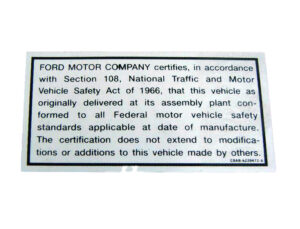 FORD MOTOR COMPANY certifies, in accordance
with Section 108, National Traffic and Motor
Vehicle Safety Act of 1966, that this vehicle as
originally delivered at its assembly plant con-
formed to all Federal motor vehicle safety
standards applicable at date of manufacture.
The certification does not extend to modifica-
tions or additions to this vehicle made by others.